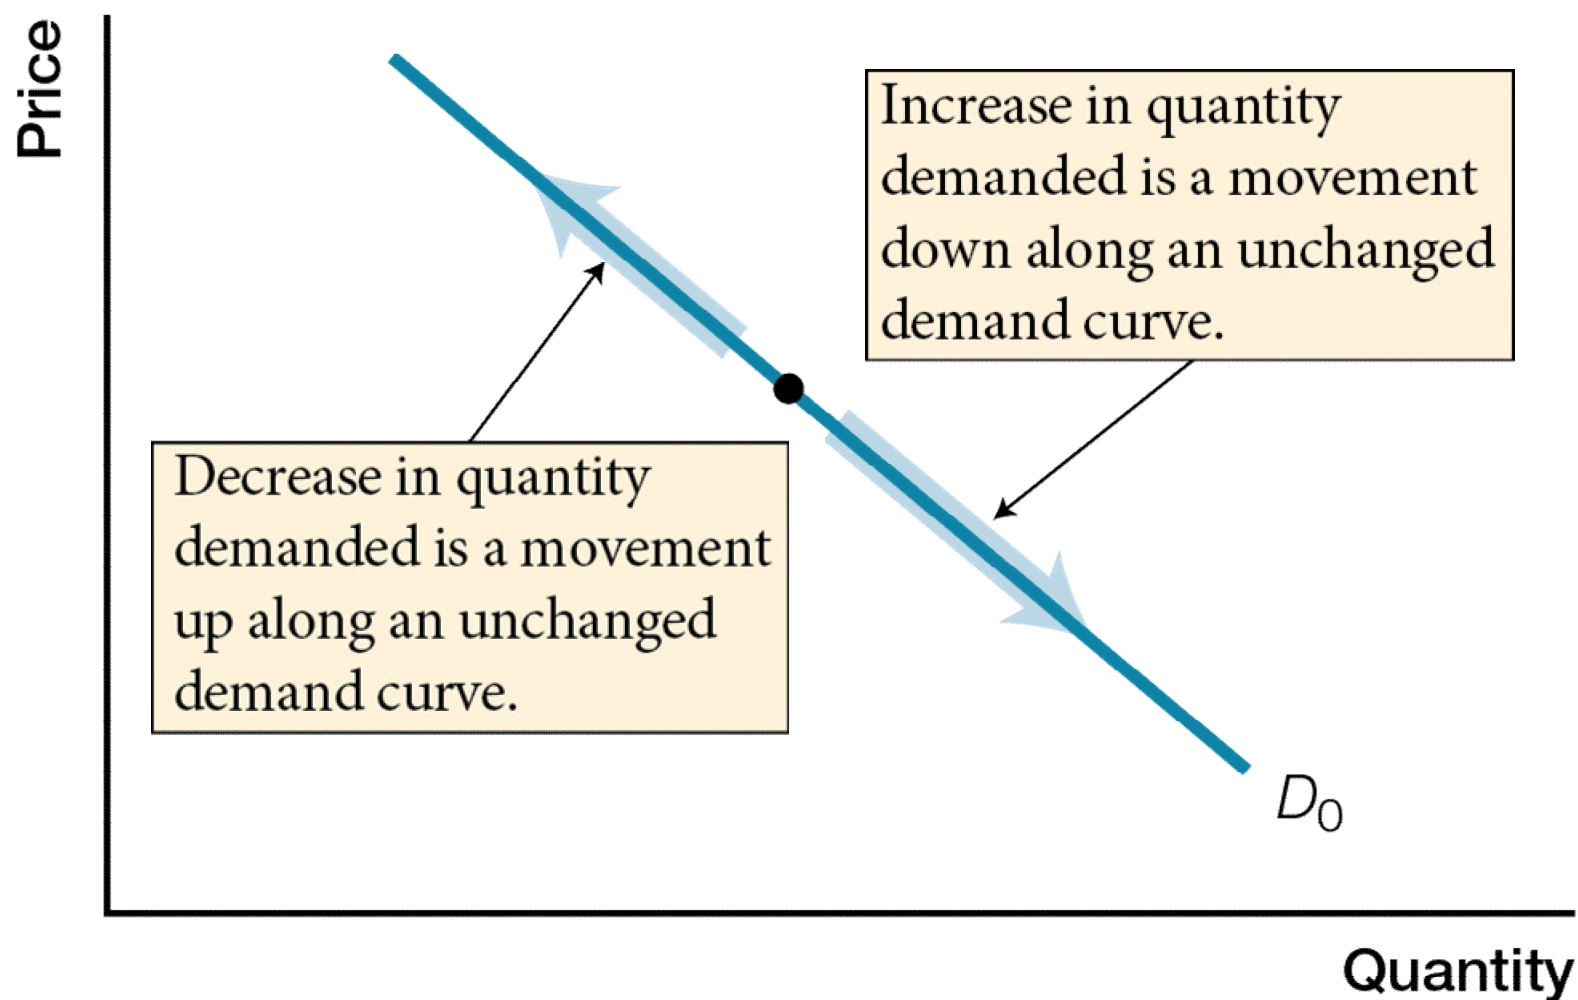 Price
Increase in quantity
demanded is a movement
down along an unchanged
demand curve.
Decrease in quantity
demanded is a movement
up along an unchanged
demand curve.
D0
Quantity